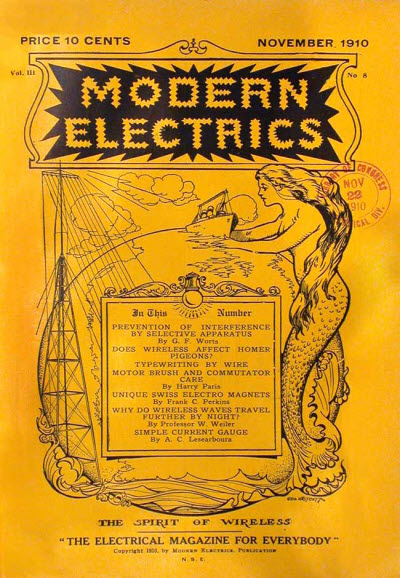 PRICE 10 CENTS
NOVEMBER, 1910
Vol. III
No 8
MODERN
ELECTRICS
NOV
22
1910
In This Number
PREVENTION OF INTERFERENCE
BY SELECTIVE APPARATUS
By G. F. Worts
DOES WIRELESS AFFECT HOMER
PIGEONS?
TYPEWRITING BY WIRE
MOTOR BRUSH AND COMMUTATOR
CARE
By Harry Paris
UNIQUE SWISS ELECTRO MAGNETS
By Frank C. Perkins
WHY DO WIRELESS WAVES TRAVEL
FURTHER BY NIGHT?
By Professor W. Weiler
SIMPLE CURRENT GAUGE
By A. C. Lesearboura
THE SPIRIT OF WIRELESS
"THE ELECTRICAL MAGAZINE FOR EVERYBODY"
Copyright 1910, by MODERN ELECTRICS, PUBLICATION